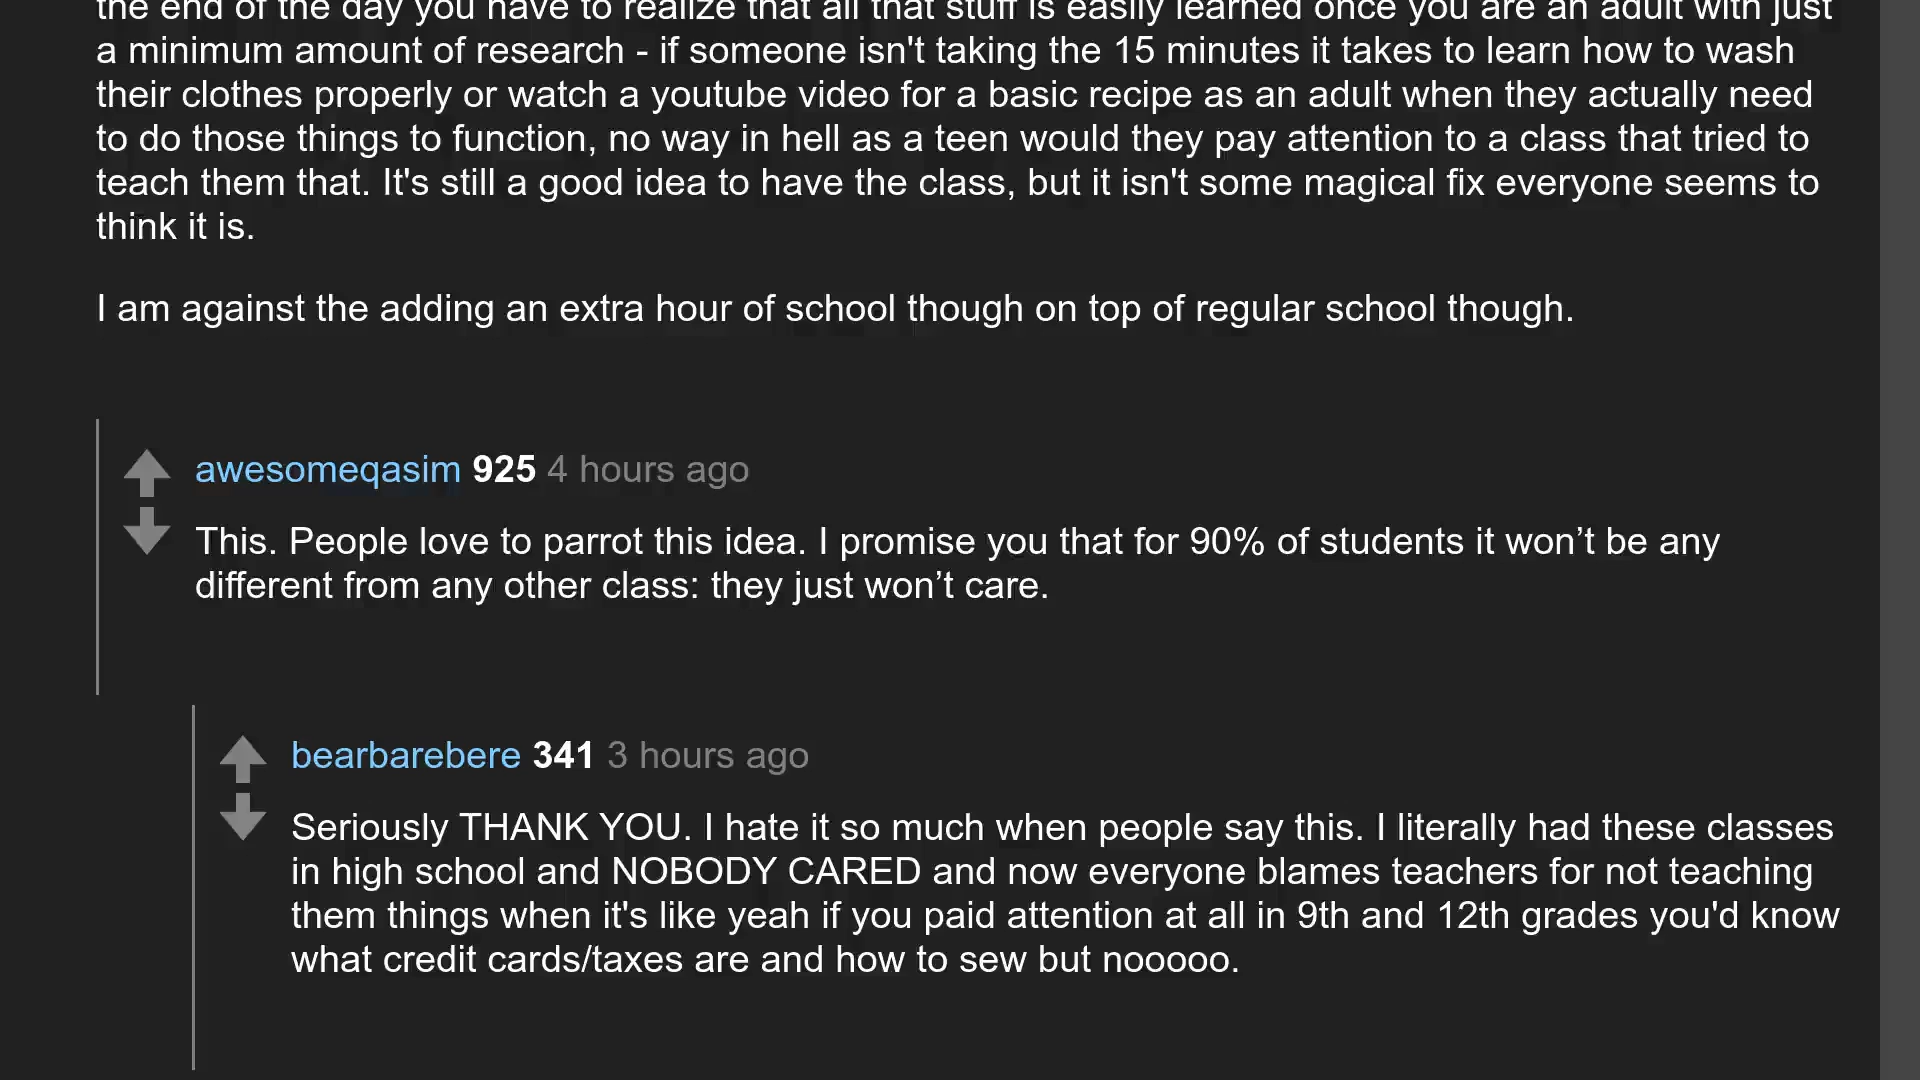 the end of the day you have to realize that all that stuff is easily learned once you are an adult with just
a minimum amount of research - if someone isn't taking the 15 minutes it takes to learn how to wash
their clothes properly or watch a youtube video for a basic recipe as an adult when they actually need
to do those things to function, no way in hell as a teen would they pay attention to a class that tried to
teach them that. It's still a good idea to have the class, but it isn't some magical fix everyone seems to
think it is.
I am against the adding an extra hour of school though on top of regular school though.
awesomeqasim 925 4 hours ago
This. People love to parrot this idea. I promise you that for 90% of students it won’t be any
different from any other class: they just won’t care.
bearbarebere 341 3 hours ago
Seriously THANK YOU. I hate it so much when people say this. I literally had these classes
in high school and NOBODY CARED and now everyone blames teachers for not teaching
them things when it's like yeah if you paid attention at all in 9th and 12th grades you'd know
what credit cards/taxes are and how to sew but nooooo.